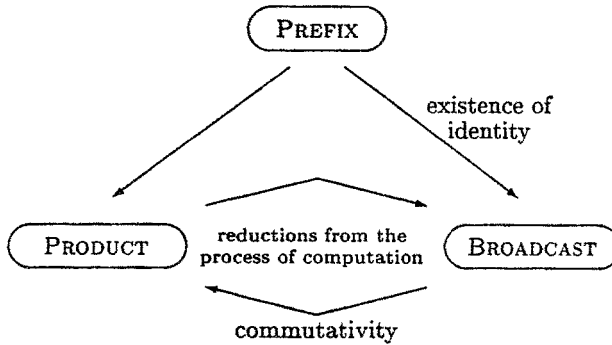 PREFIX
existence of
identity
PRODUCT
reductions from the
process of computation
BROADCAST
commutativity